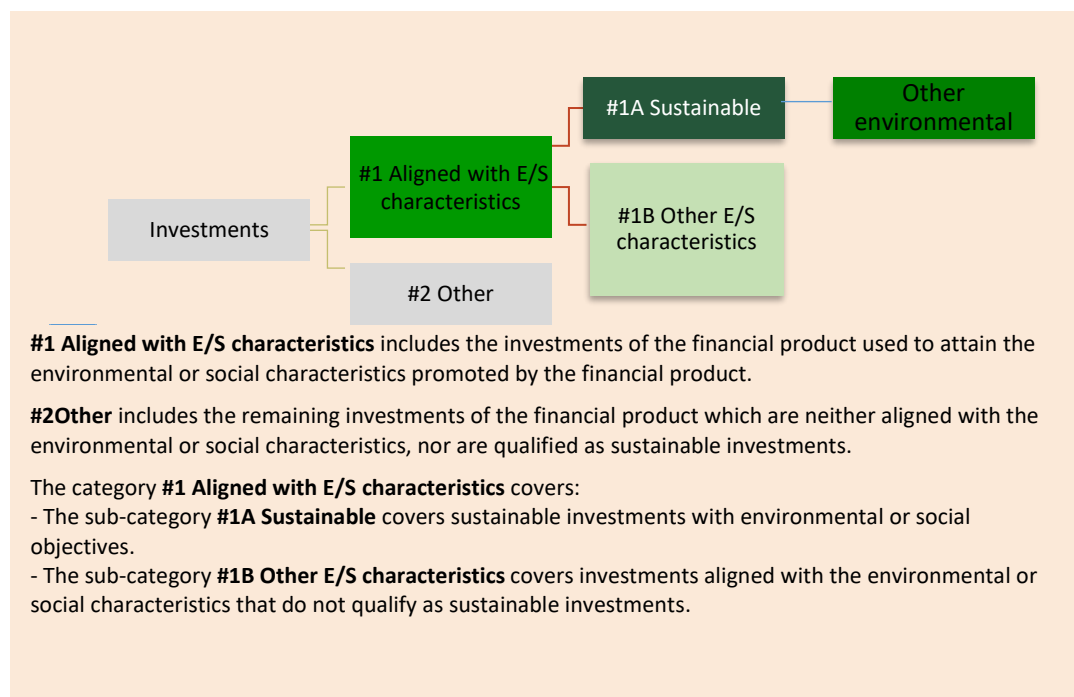 #1A Sustainable
Other
environmental
#1 Aligned with E/S
characteristics
Investments
#1B Other E/S
characteristics
#2 Other
#1 Aligned with E/S characteristics includes the investments of the financial product used to attain the
environmental or social characteristics promoted by the financial product.
#2Other includes the remaining investments of the financial product which are neither aligned with the
environmental or social characteristics, nor are qualified as sustainable investments.
The category #1 Aligned with E/S characteristics covers:
- The sub-category #1A Sustainable covers sustainable investments with environmental or social
objectives.
- The sub-category #1B Other E/S characteristics covers investments aligned with the environmental or
social characteristics that do not qualify as sustainable investments.